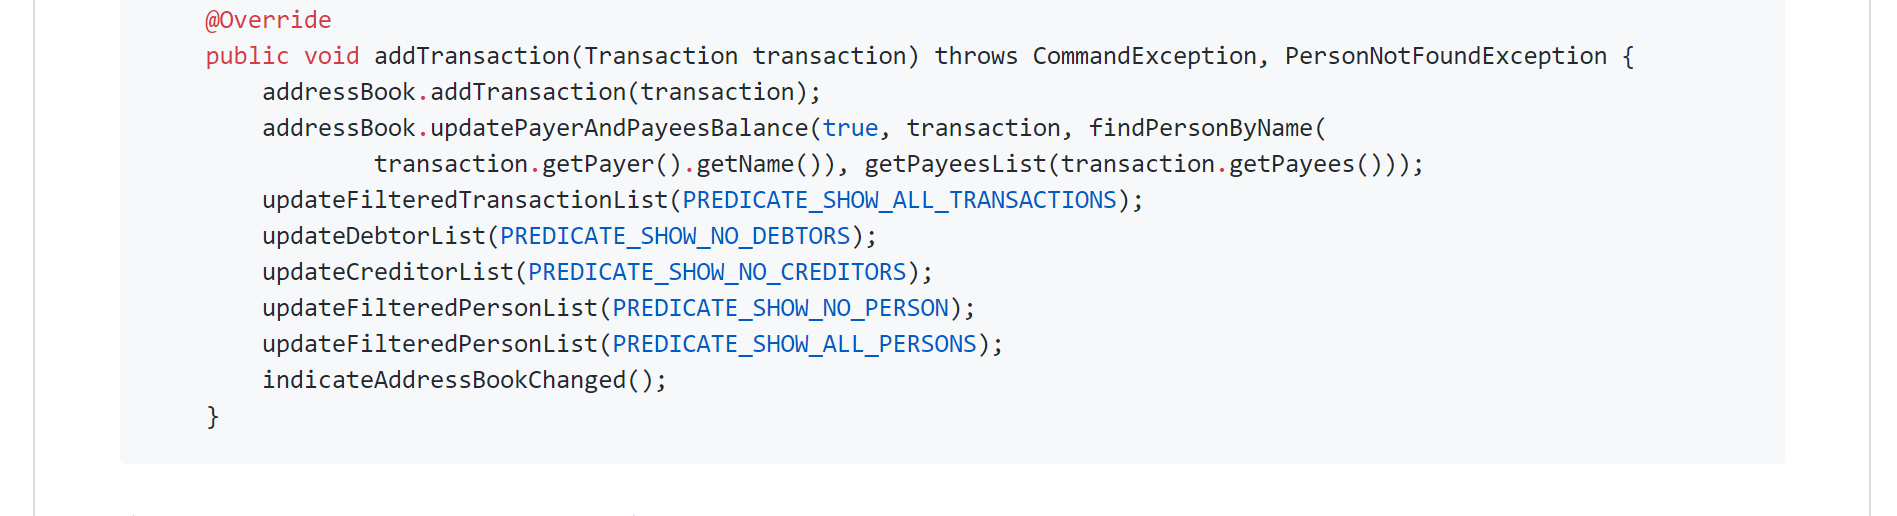 @Override
public void addTransaction(Transaction transaction) throws CommandException, PersonNotFoundException {
addressBook.addTransaction(transaction);
addressBook.updatePayerAndPayeesBalance(true, transaction, findPersonByName(
transaction.getPayer().getName()), getPayeesList(transaction.getPayees()));
updateFilteredTransactionList(PREDICATE_SHOW_ALL_TRANSACTIONS);
updateDebtorList(PREDICATE_SHOW_NO_DEBTORS);
updateCreditorList(PREDICATE_SHOW_NO_CREDITORS);
updateFilteredPersonList(PREDICATE_SHOW_NO_PERSON);
updateFilteredPersonList(PREDICATE_SHOW_ALL_PERSONS);
indicateAddressBookChanged();
}